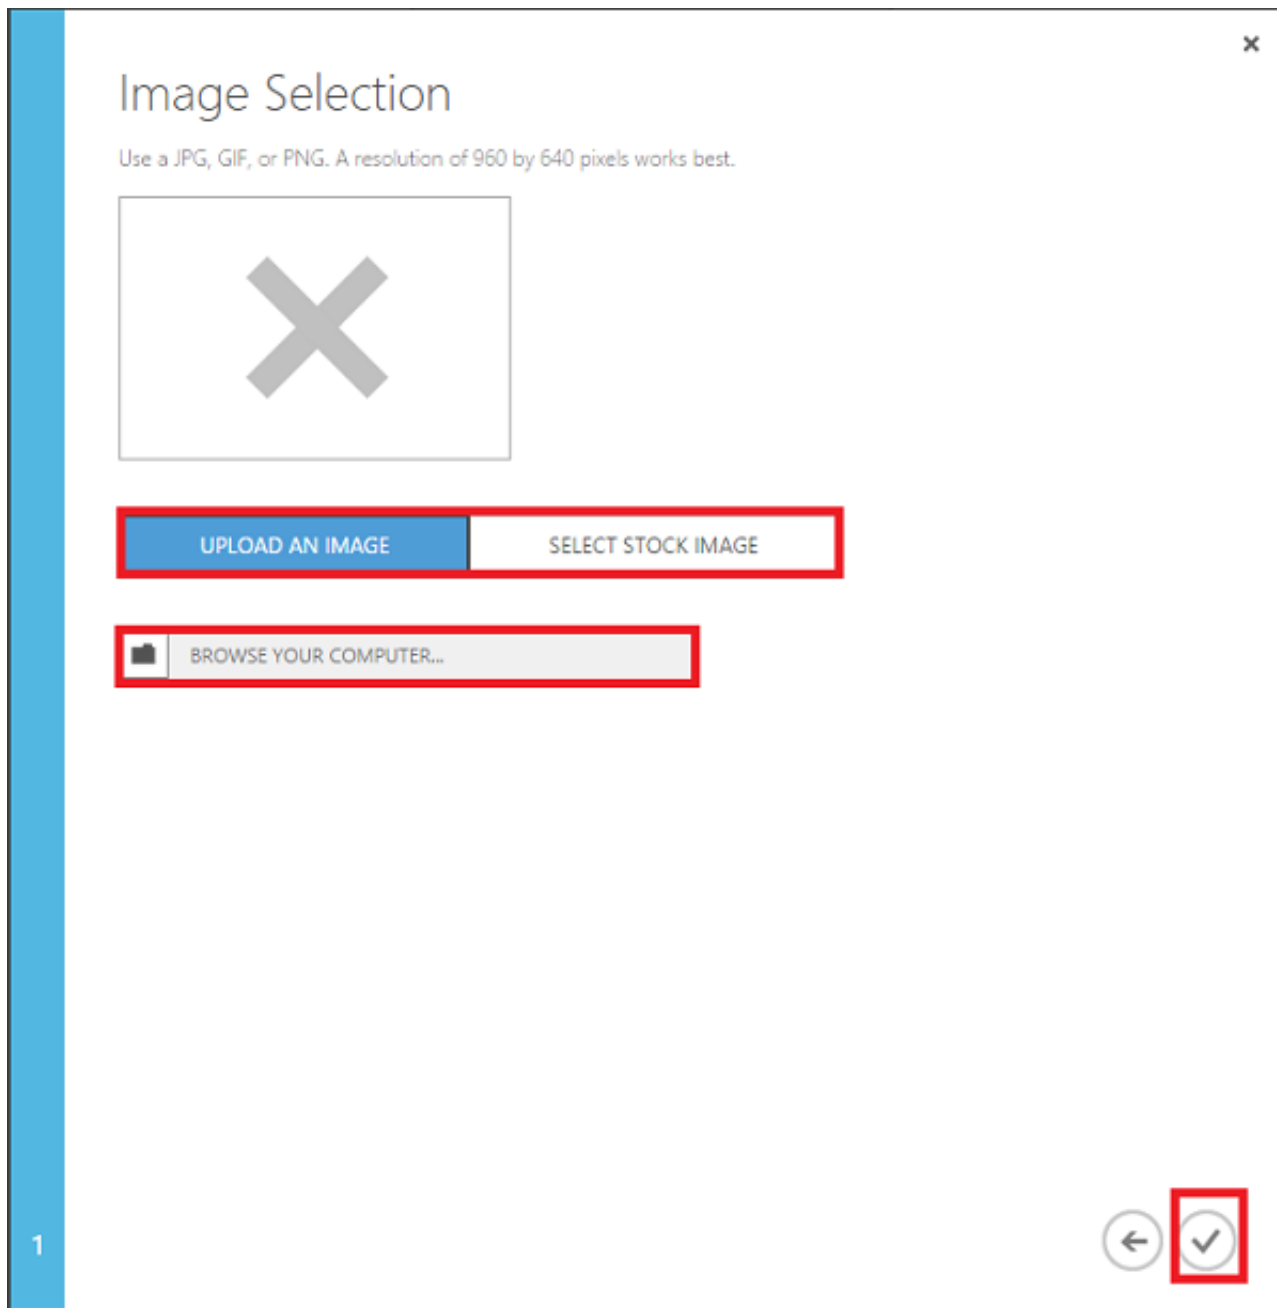 Image Selection
Use a JPG, GIF, or PNG. A resolution of 960 by 640 pixels works best.
UPLOAD AN IMAGE
SELECT STOCK IMAGE
BROWSE YOUR COMPUTER...
1